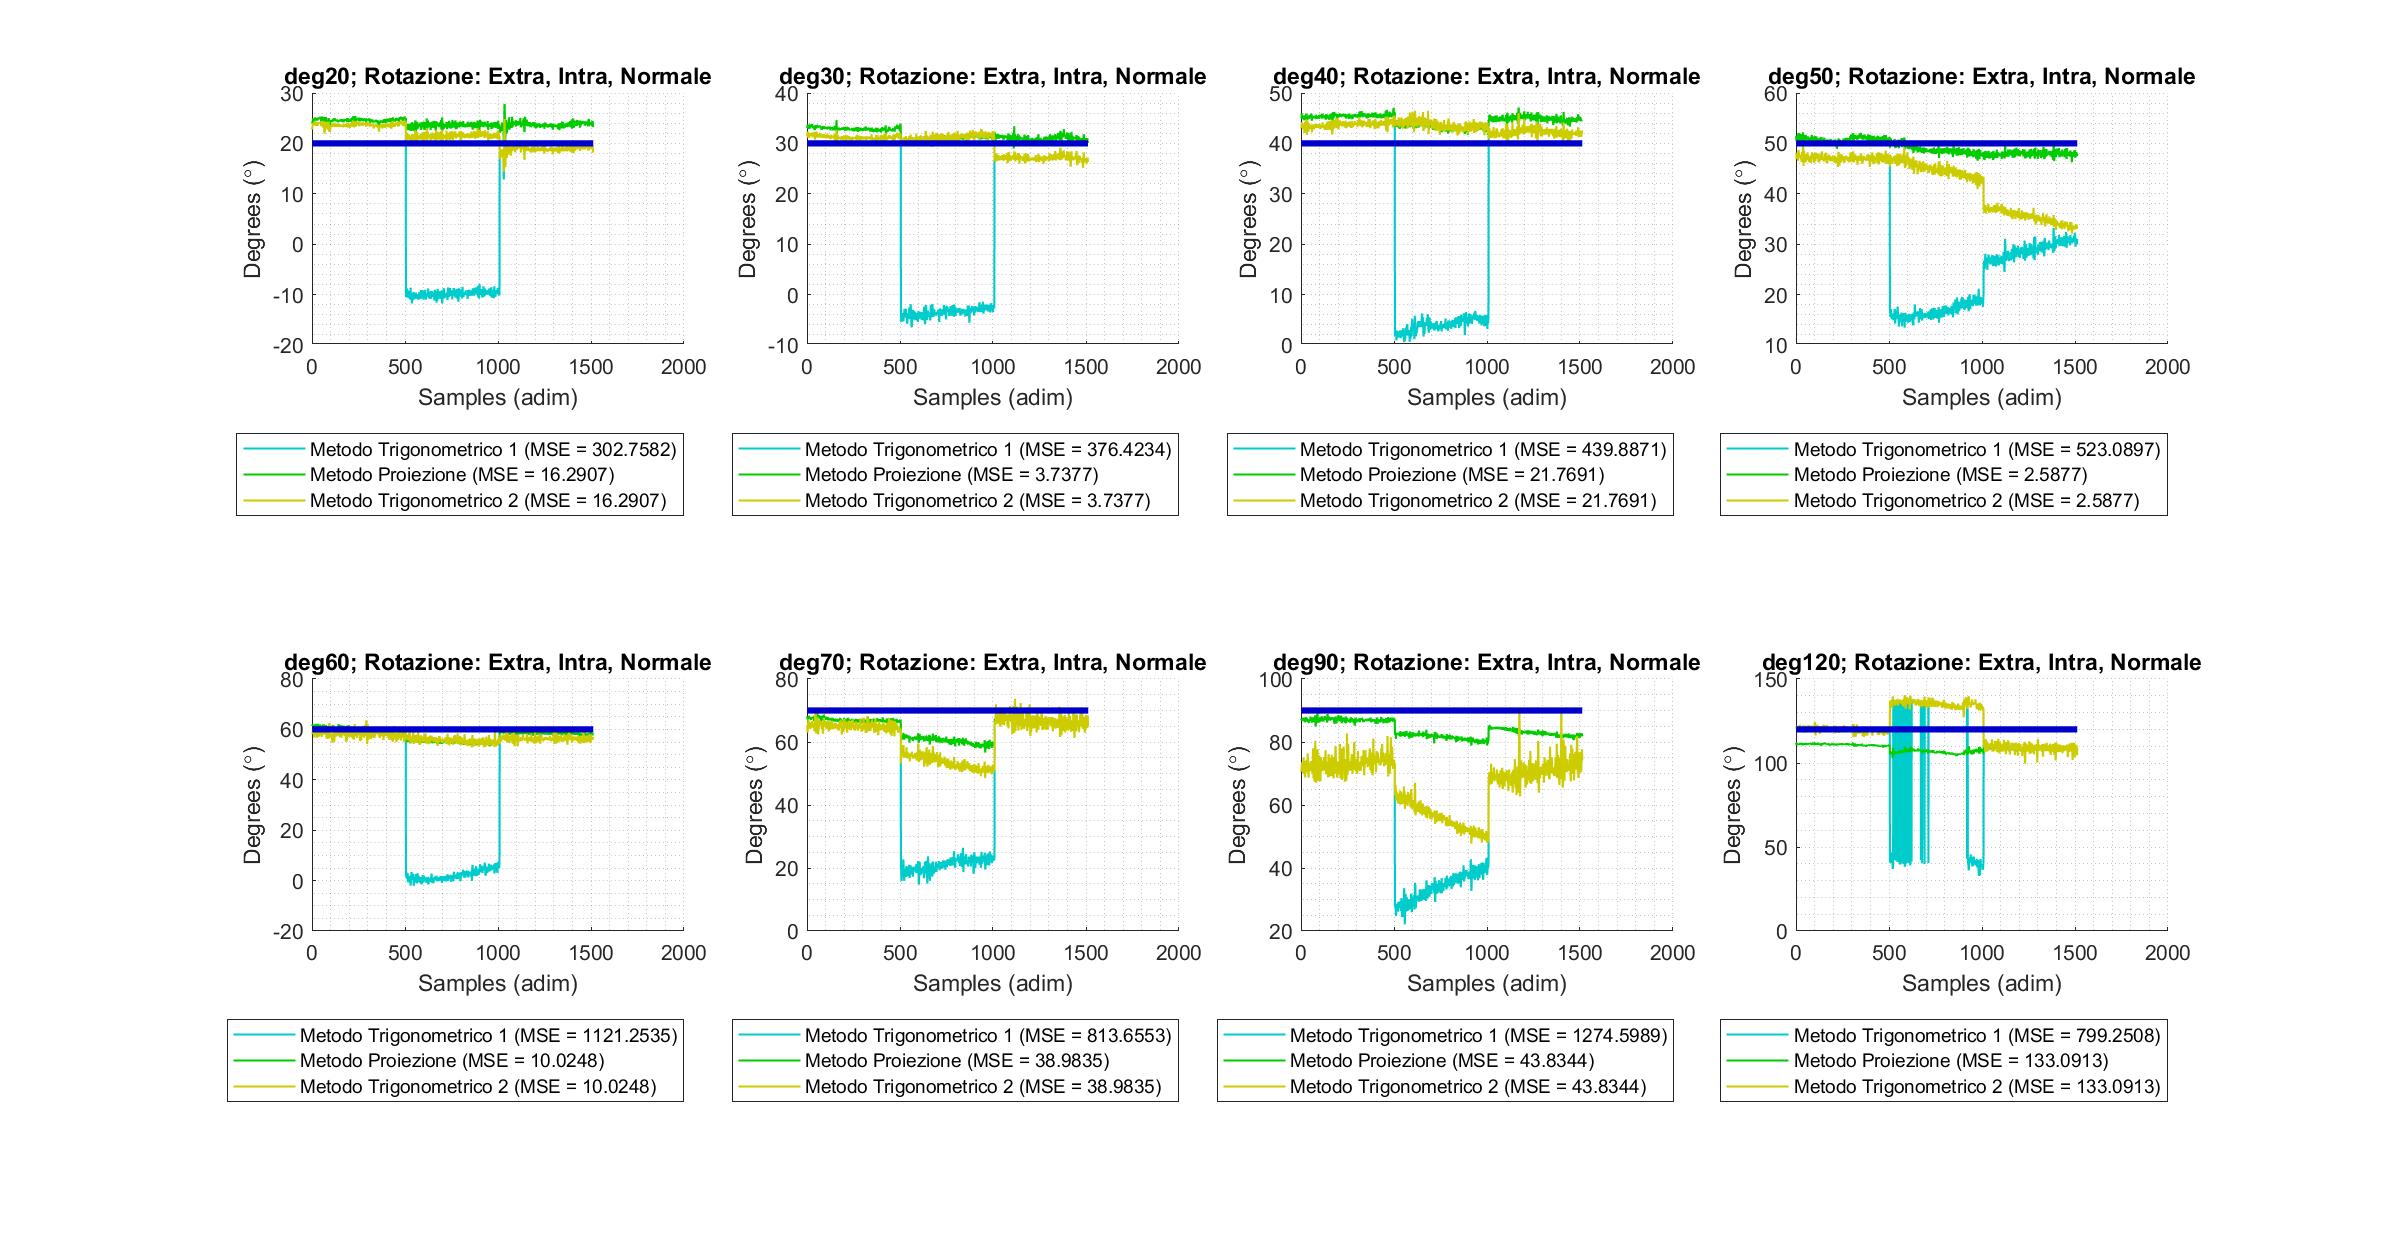 deg20; Rotazione: Extra, Intra, Normale
30
20
10
0
-10
-20
Degrees (°)
0 500 1000 1500 2000
Samples (adim)
Metodo Trigonometrico 1 (MSE = 302.7582)
Metodo Proiezione (MSE = 16.2907)
Metodo Trigonometrico 2 (MSE = 16.2907)
deg30; Rotazione: Extra, Intra, Normale
40
30
20
10
0
-10
Degrees (°)
0 500 1000 1500 2000
Samples (adim)
Metodo Trigonometrico 1 (MSE = 376.4234)
Metodo Proiezione (MSE = 3.7377)
Metodo Trigonometrico 2 (MSE = 3.7377)
deg40; Rotazione: Extra, Intra, Normale
50
40
30
20
10
0
Degrees (°)
0 500 1000 1500 2000
Samples (adim)
Metodo Trigonometrico 1 (MSE = 439.8871)
Metodo Proiezione (MSE = 21.7691)
Metodo Trigonometrico 2 (MSE = 21.7691)
deg50; Rotazione: Extra, Intra, Normale
60
50
40
30
20
10
Degrees (°)
0 500 1000 1500 2000
Samples (adim)
Metodo Trigonometrico 1 (MSE = 523.0897)
Metodo Proiezione (MSE = 2.5877)
Metodo Trigonometrico 2 (MSE = 2.5877)
deg60; Rotazione: Extra, Intra, Normale
80
60
40
20
0
-20
Degrees (°)
0 500 1000 1500 2000
Samples (adim)
Metodo Trigonometrico 1 (MSE = 1121.2535)
Metodo Proiezione (MSE = 10.0248)
Metodo Trigonometrico 2 (MSE = 10.0248)
deg70; Rotazione: Extra, Intra, Normale
80
60
40
20
0
Degrees (°)
0 500 1000 1500 2000
Samples (adim)
Metodo Trigonometrico 1 (MSE = 813.6553)
Metodo Proiezione (MSE = 38.9835)
Metodo Trigonometrico 2 (MSE = 38.9835)
deg90; Rotazione: Extra, Intra, Normale
100
80
60
40
20
Degrees (°)
0 500 1000 1500 2000
Samples (adim)
Metodo Trigonometrico 1 (MSE = 1274.5989)
Metodo Proiezione (MSE = 43.8344)
Metodo Trigonometrico 2 (MSE = 43.8344)
deg120; Rotazione: Extra, Intra, Normale
150
100
50
0
Degrees (°)
0 500 1000 1500 2000
Samples (adim)
Metodo Trigonometrico 1 (MSE = 799.2508)
Metodo Proiezione (MSE = 133.0913)
Metodo Trigonometrico 2 (MSE = 133.0913)